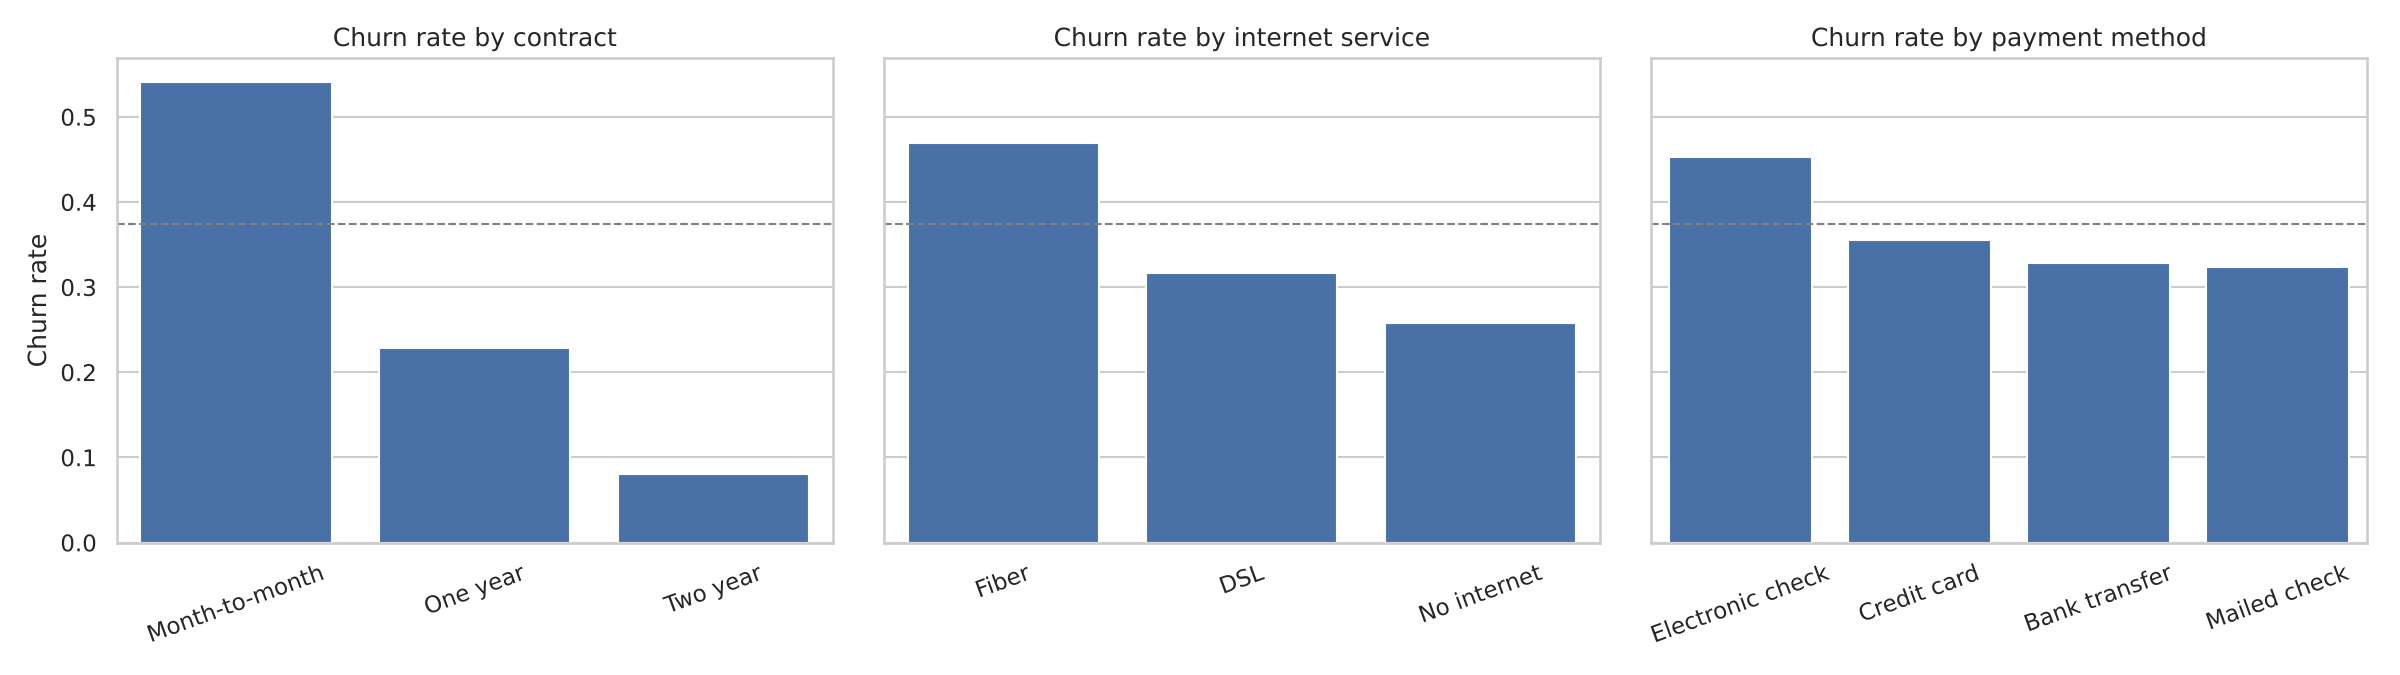 Churn rate by contract
Churn rate by internet service
Churn rate by payment method
Churn rate
0.5
0.4
0.3
0.2
0.1
0.0
Month-to-month
One year
Two year
Fiber
DSL
No internet
Electronic check
Credit card
Bank transfer
Mailed check